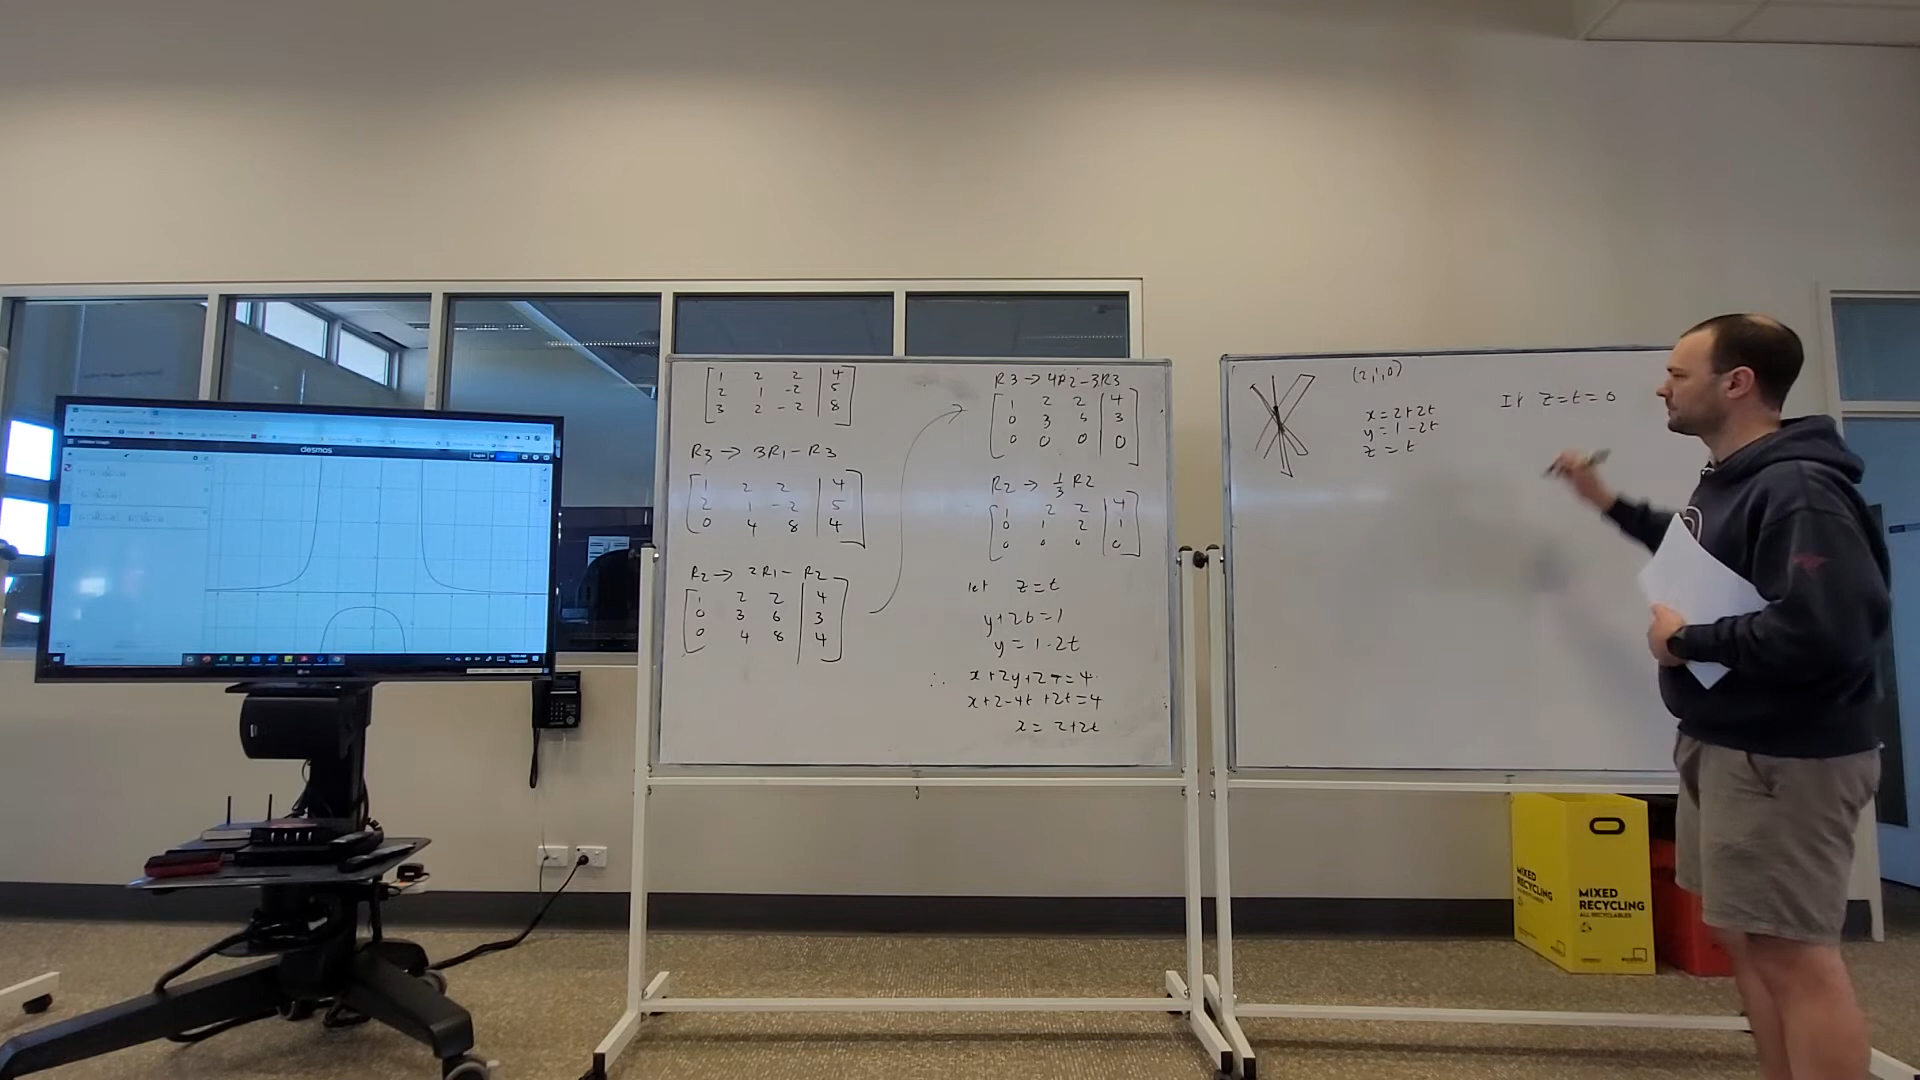 desmos
1 2 2 | 4
2 1 -2 | 5
3 2 -2 | 8
R3 → 3R1 - R3
1 2 2 | 4
2 1 -2 | 5
0 4 8 | 4
R2 → 2R1 - R2
1 2 2 | 4
0 3 6 | 3
0 4 8 | 4
R3 → 4R2 - 3R3
1 2 2 | 4
0 3 6 | 3
0 0 0 | 0
R2 → 1/3 R2
1 2 2 | 4
0 1 2 | 1
0 0 0 | 0
let z = t
y + 2t = 1
y = 1 - 2t
∴ x + 2y + 2z = 4
x + 2 - 4t + 2t = 4
x = 2 + 2t
(2,1,0)
x = 2 + 2t
y = 1 - 2t
z = t
If z = t = 0
MIXED
RECYCLING
MIXED
RECYCLING
ALL RECYCLABLES